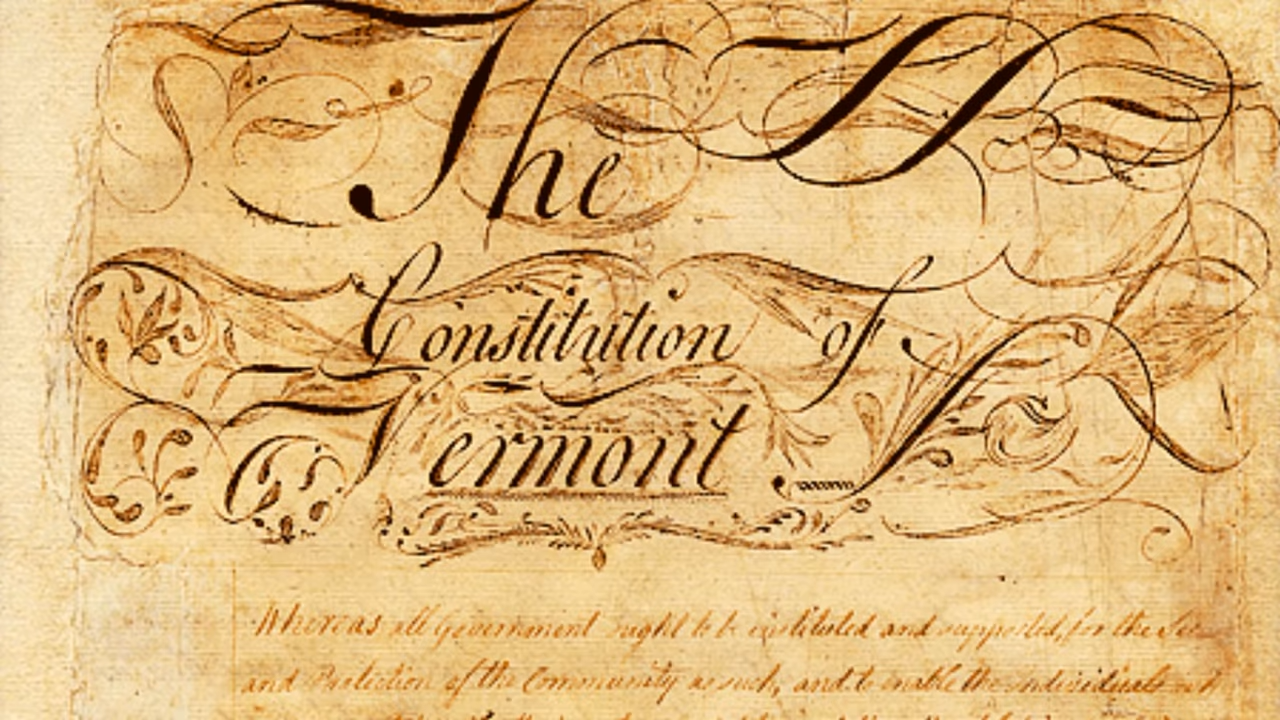 The
Constitution of
Vermont
Whereas all Government ought to be instituted and supported, for the
and Protection of the Community as such, and to enable the individuals